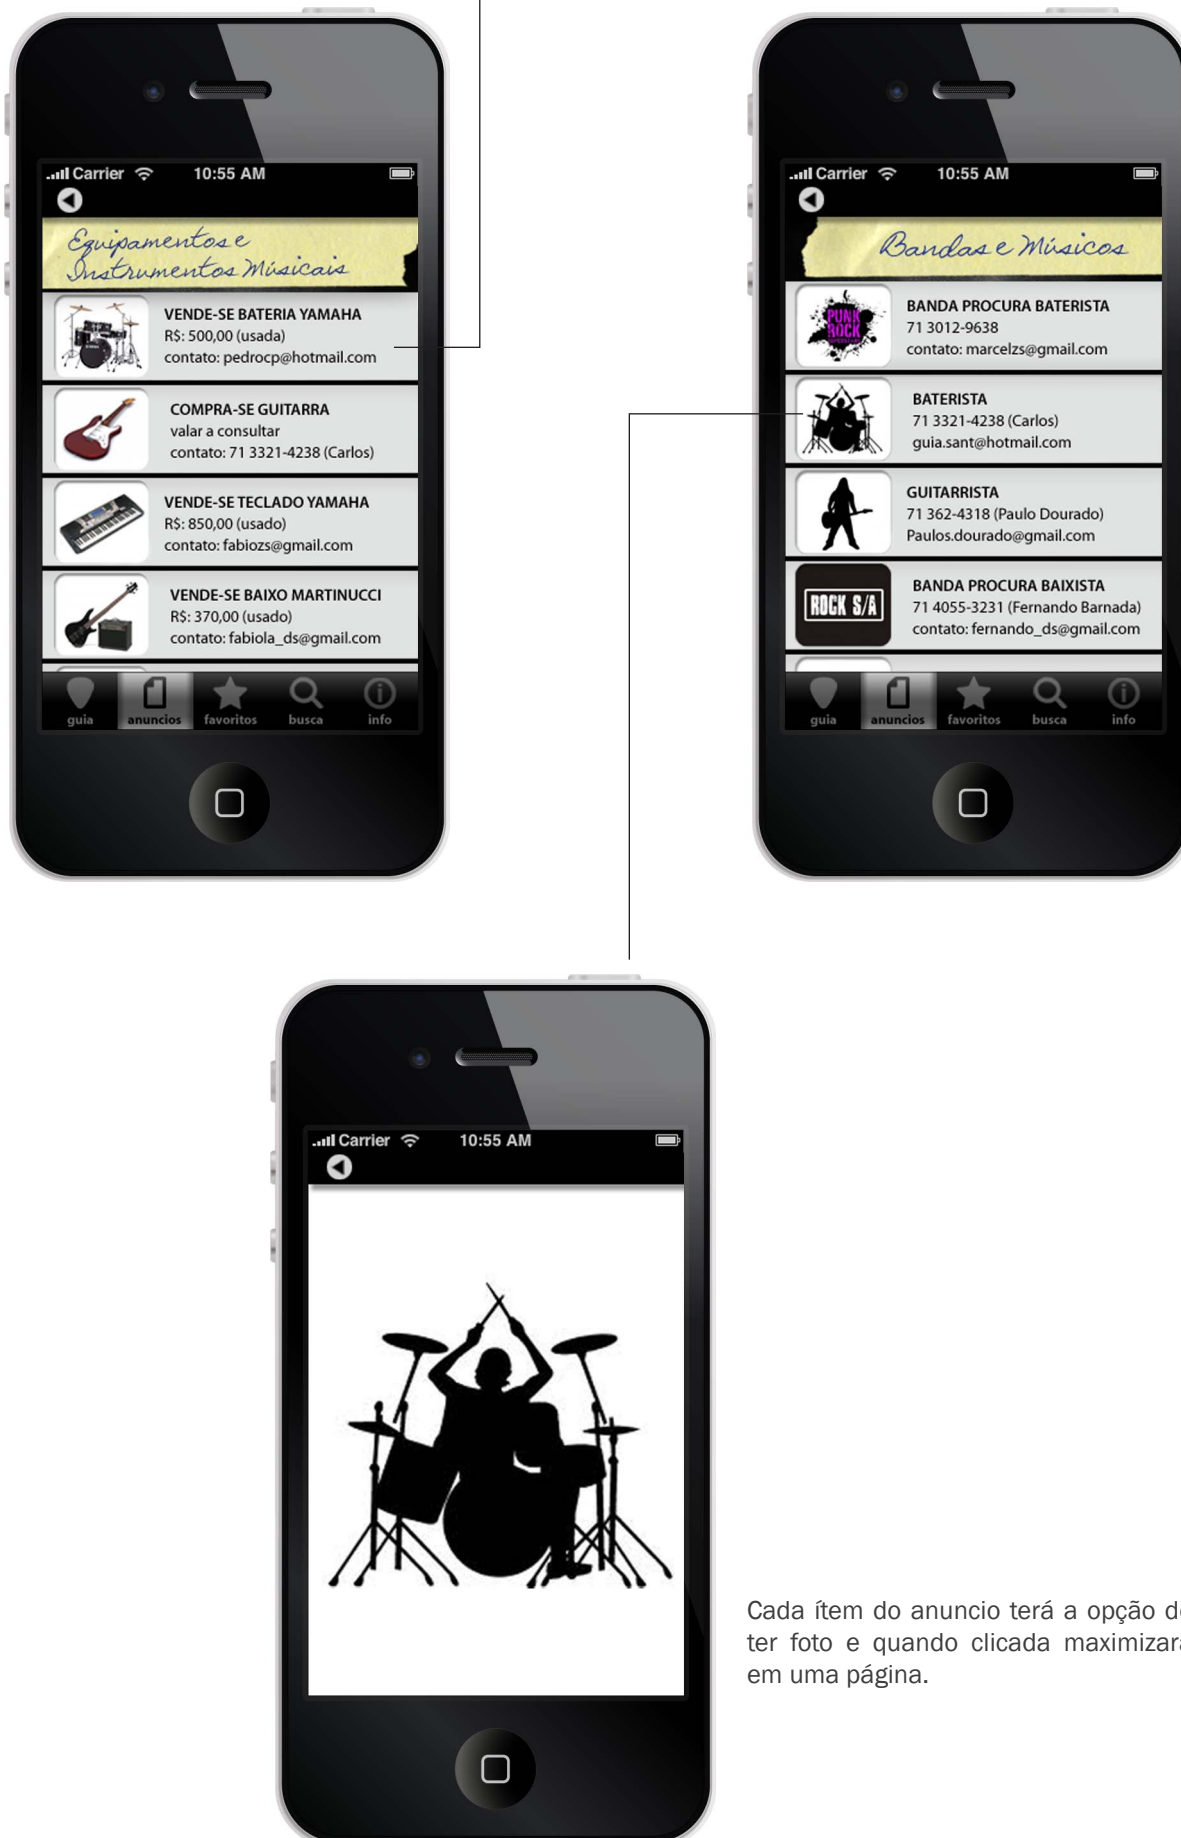 Carrier 10:55 AM
Equipamentos e
Instrumentos Músicais
VENDE-SE BATERIA YAMAHA
R$: 500,00 (usada)
contato: pedrocp@hotmail.com
COMPRA-SE GUITARRA
valar a consultar
contato: 71 3321-4238 (Carlos)
VENDE-SE TECLADO YAMAHA
R$: 850,00 (usado)
contato: fabiozs@gmail.com
VENDE-SE BAIXO MARTINUCCI
R$: 370,00 (usado)
contato: fabiola_ds@gmail.com
guia anuncios favoritos busca info
Carrier 10:55 AM
Bandas e Músicos
PUNK
ROCK
BANDA PROCURA BATERISTA
71 3012-9638
contato: marcelzs@gmail.com
BATERISTA
71 3321-4238 (Carlos)
guia.sant@hotmail.com
GUITARRISTA
71 362-4318 (Paulo Dourado)
Paulos.dourado@gmail.com
ROCK S/A
BANDA PROCURA BAIXISTA
71 4055-3231 (Fernando Barnada)
contato: fernando_ds@gmail.com
guia anuncios favoritos busca info
Carrier 10:55 AM
Cada ítem do anuncio terá a opção de
ter foto e quando clicada maximizara
em uma página.